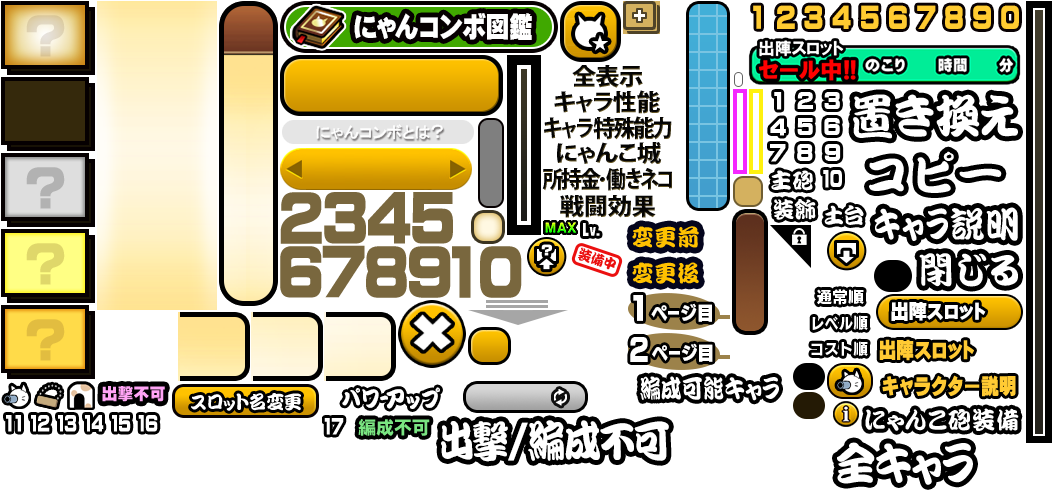 ?
?
?
?
にゃんコンボ図鑑
にゃんコンボとは?
2345
678910
全表示
キャラ性能
キャラ特殊能力
にゃんこ城
所持金・働きネコ
戦闘効果
MAX Lv.
?
装備中
変更前
変更後
1ページ目
2ページ目
編成可能キャラ
1234567890
出陣スロット
セール中!! のこり 時間 分
1 2 3
4 5 6
7 8 9
主砲 10
装飾 土台
置き換え
コピー
キャラ説明
閉じる
通常順
レベル順
コスト順
出陣スロット
出陣スロット
キャラクター説明
にゃんこ砲装備
全キャラ
出撃不可
11 12 13 14 15 16
スロット名変更
パワーアップ
17 編成不可
出撃/編成不可